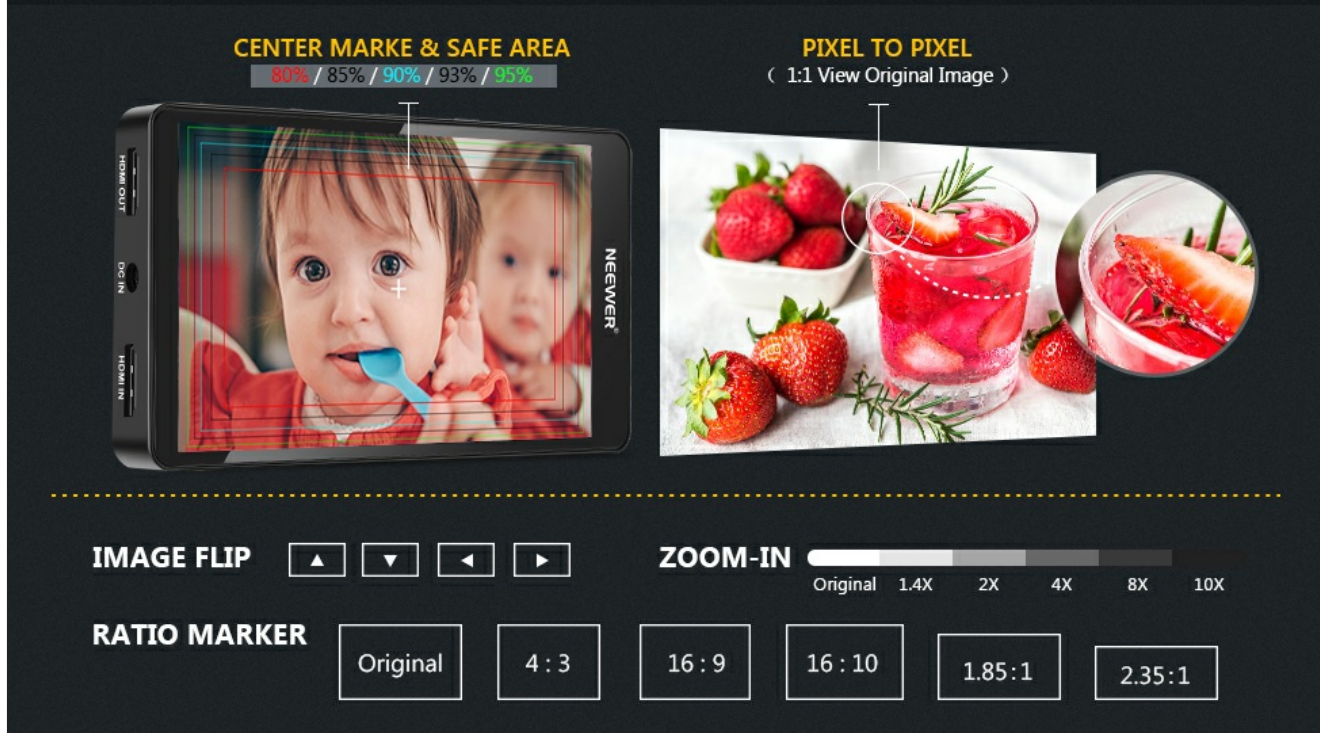 CENTER MARKE & SAFE AREA
80% / 85% / 90% / 93% / 95%
PIXEL TO PIXEL
( 1:1 View Original Image )
HDMI OUT
DC IN
HDMI IN
NEEWER®
IMAGE FLIP
ZOOM-IN
Original 1.4X 2X 4X 8X 10X
RATIO MARKER
Original 4 : 3 16 : 9 16 : 10 1.85:1 2.35:1